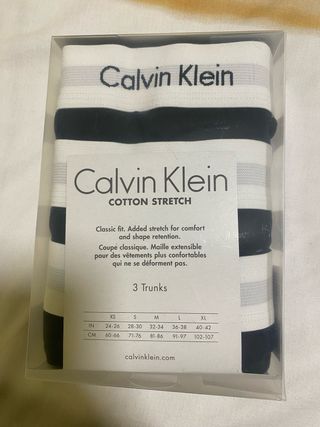 Calvin Klein
Calvin Klein
COTTON STRETCH
Classic fit. Added stretch for comfort
and shape retention.
Coupe classique. Maille extensible
pour des vêtements plus confortables
qui ne se déforment pas.
3 Trunks
XS S M L XL
IN 24-26 28-30 32-34 36-38 40-42
CM 60-66 71-76 81-86 91-97 102-107
calvinklein.com